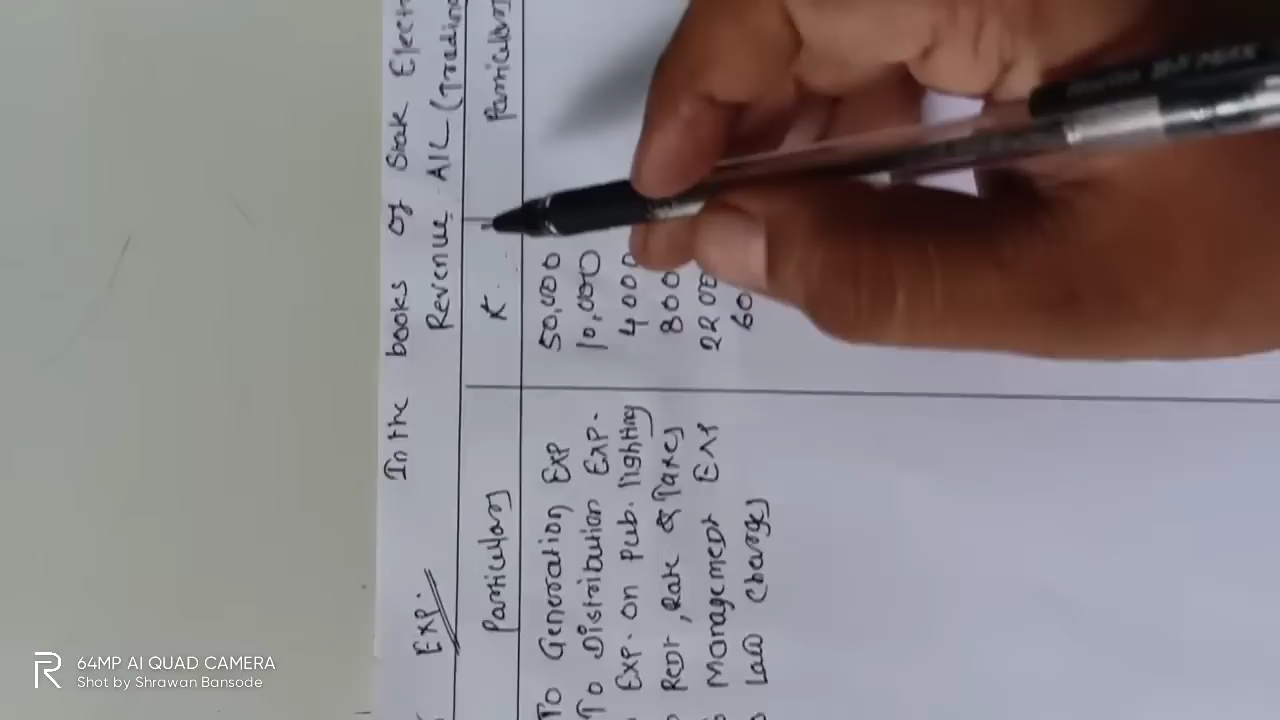 In the books of State Elect
Exp. Revenue A/C (Trading
Particulars ₹. Particulars
To Generation Exp 50,000
To Distribution Exp. 10,000
Exp. on Pub. lighting 4000
Rent, Rate & Taxes 800
Management Exp 2200
Law Charges 60
64MP AI QUAD CAMERA
Shot by Shrawan Bansode